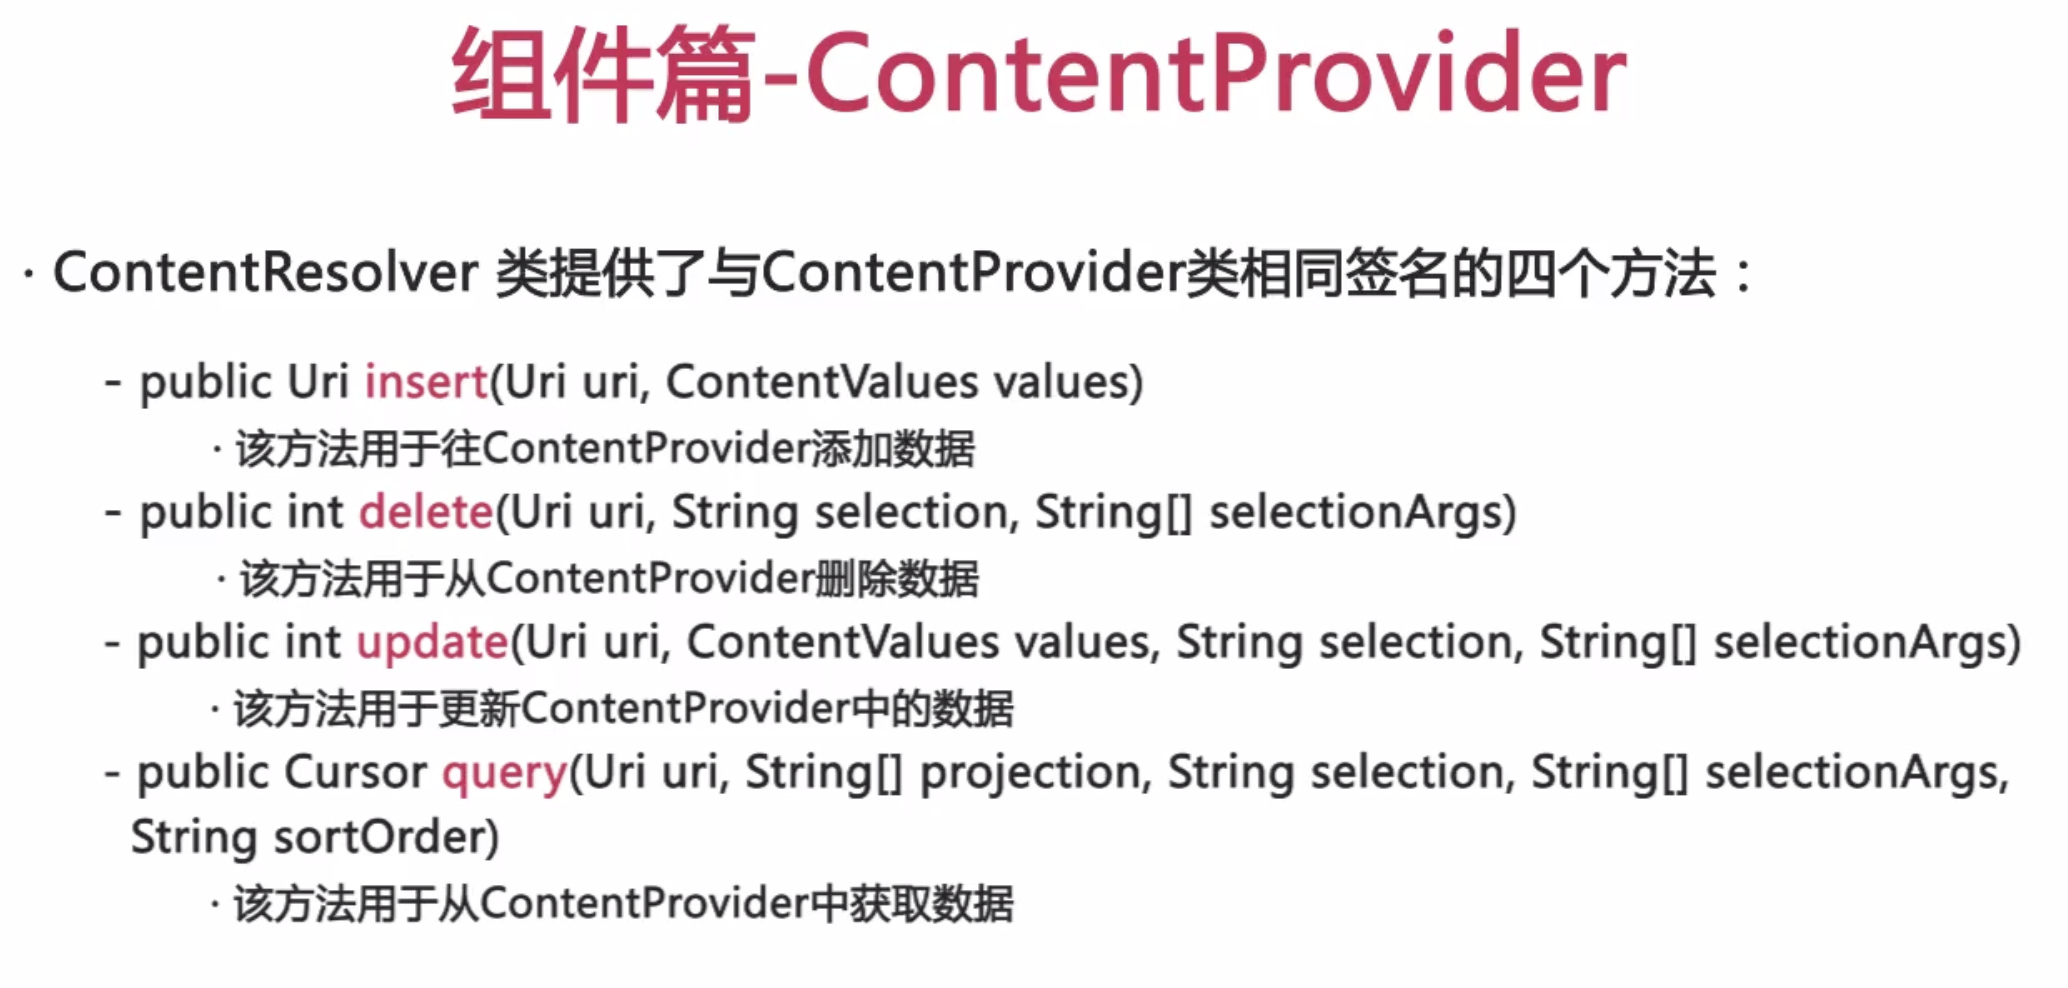 组件篇-ContentProvider
· ContentResolver 类提供了与ContentProvider类相同签名的四个方法：
- public Uri insert(Uri uri, ContentValues values)
· 该方法用于往ContentProvider添加数据
- public int delete(Uri uri, String selection, String[] selectionArgs)
· 该方法用于从ContentProvider删除数据
- public int update(Uri uri, ContentValues values, String selection, String[] selectionArgs)
· 该方法用于更新ContentProvider中的数据
- public Cursor query(Uri uri, String[] projection, String selection, String[] selectionArgs,
String sortOrder)
· 该方法用于从ContentProvider中获取数据